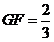 GF = 2/3